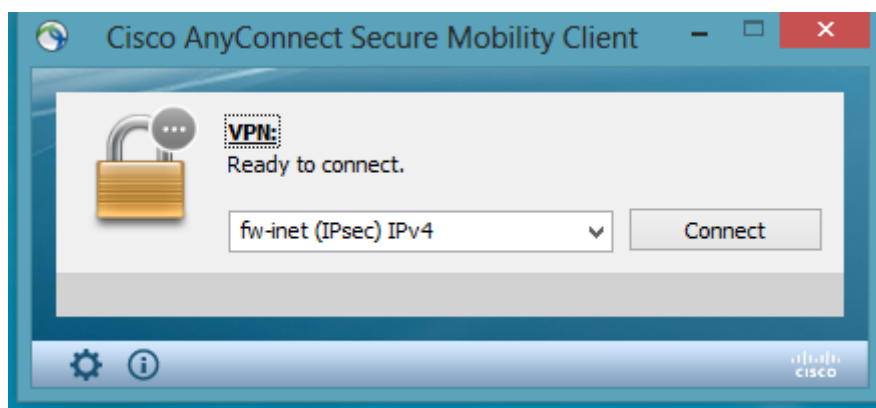 Cisco AnyConnect Secure Mobility Client
VPN:
Ready to connect.
fw-inet (IPsec) IPv4
Connect
CISCO